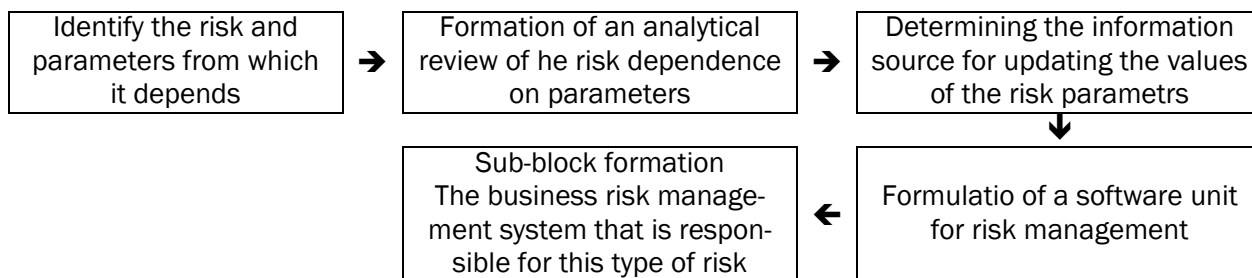 Identify the risk and
parameters from which
it depends
Formation of an analytical
review of he risk dependence
on parameters
Determining the information
source for updating the values
of the risk parametrs
Formulatio of a software unit
for risk management
Sub-block formation
The business risk manage-
ment system that is respon-
sible for this type of risk